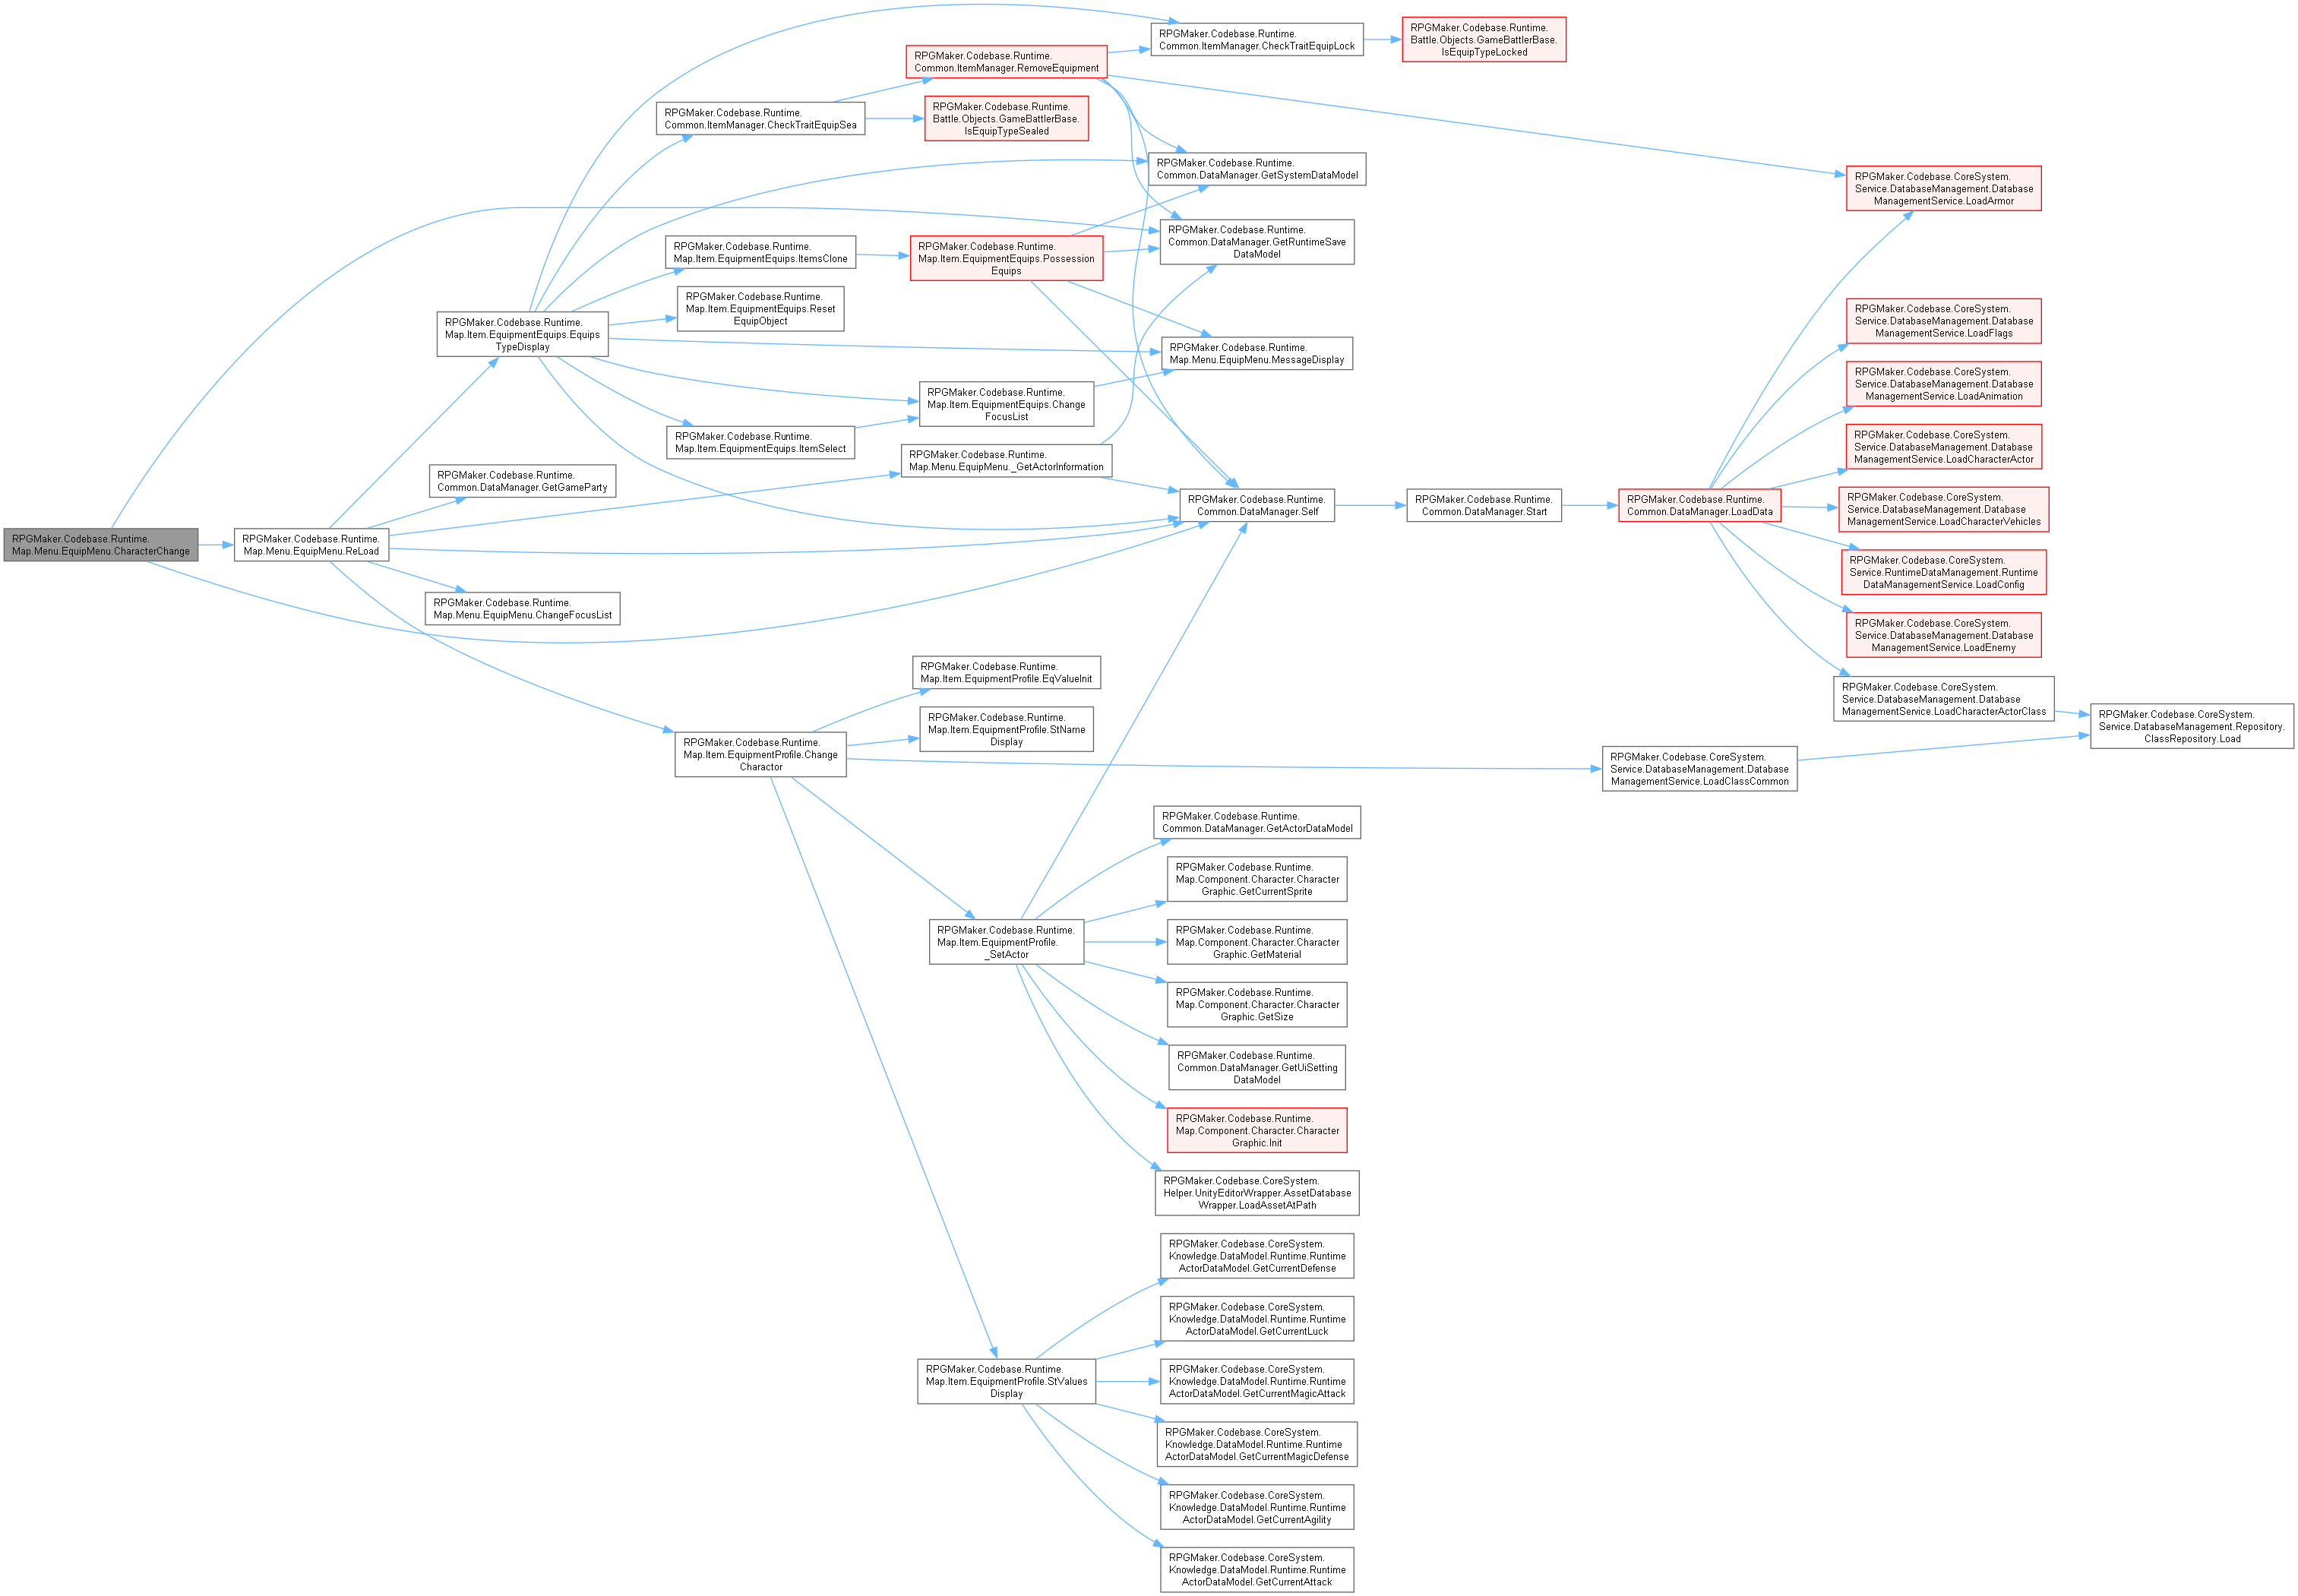 RPGMaker.Codebase.Runtime.
Map.Menu.EquipMenu.CharacterChange
RPGMaker.Codebase.Runtime.
Map.Menu.EquipMenu.ReLoad
RPGMaker.Codebase.Runtime.
Map.Item.EquipmentEquips.Equips
TypeDisplay
RPGMaker.Codebase.Runtime.
Common.DataManager.GetGameParty
RPGMaker.Codebase.Runtime.
Map.Menu.EquipMenu.ChangeFocusList
RPGMaker.Codebase.Runtime.
Common.ItemManager.CheckTraitEquipSea
RPGMaker.Codebase.Runtime.
Map.Item.EquipmentEquips.ItemsClone
RPGMaker.Codebase.Runtime.
Map.Item.EquipmentEquips.Reset
EquipObject
RPGMaker.Codebase.Runtime.
Map.Item.EquipmentEquips.ItemSelect
RPGMaker.Codebase.Runtime.
Map.Item.EquipmentProfile.Change
Charactor
RPGMaker.Codebase.Runtime.
Common.ItemManager.RemoveEquipment
RPGMaker.Codebase.Runtime.
Battle.Objects.GameBattlerBase.
IsEquipTypeSealed
RPGMaker.Codebase.Runtime.
Map.Item.EquipmentEquips.Possession
Equips
RPGMaker.Codebase.Runtime.
Map.Item.EquipmentEquips.Change
FocusList
RPGMaker.Codebase.Runtime.
Map.Menu.EquipMenu._GetActorInformation
RPGMaker.Codebase.Runtime.
Map.Item.EquipmentProfile.EqValueInit
RPGMaker.Codebase.Runtime.
Map.Item.EquipmentProfile.StName
Display
RPGMaker.Codebase.Runtime.
Map.Item.EquipmentProfile.
_SetActor
RPGMaker.Codebase.Runtime.
Map.Item.EquipmentProfile.StValues
Display
RPGMaker.Codebase.Runtime.
Common.ItemManager.CheckTraitEquipLock
RPGMaker.Codebase.Runtime.
Common.DataManager.GetSystemDataModel
RPGMaker.Codebase.Runtime.
Common.DataManager.GetRuntimeSave
DataModel
RPGMaker.Codebase.Runtime.
Map.Menu.EquipMenu.MessageDisplay
RPGMaker.Codebase.Runtime.
Common.DataManager.Self
RPGMaker.Codebase.Runtime.
Common.DataManager.GetActorDataModel
RPGMaker.Codebase.Runtime.
Map.Component.Character.Character
Graphic.GetCurrentSprite
RPGMaker.Codebase.Runtime.
Map.Component.Character.Character
Graphic.GetMaterial
RPGMaker.Codebase.Runtime.
Map.Component.Character.Character
Graphic.GetSize
RPGMaker.Codebase.Runtime.
Common.DataManager.GetUiSetting
DataModel
RPGMaker.Codebase.Runtime.
Map.Component.Character.Character
Graphic.Init
RPGMaker.Codebase.CoreSystem.
Helper.UnityEditorWrapper.AssetDatabase
Wrapper.LoadAssetAtPath
RPGMaker.Codebase.CoreSystem.
Knowledge.DataModel.Runtime.Runtime
ActorDataModel.GetCurrentDefense
RPGMaker.Codebase.CoreSystem.
Knowledge.DataModel.Runtime.Runtime
ActorDataModel.GetCurrentLuck
RPGMaker.Codebase.CoreSystem.
Knowledge.DataModel.Runtime.Runtime
ActorDataModel.GetCurrentMagicAttack
RPGMaker.Codebase.CoreSystem.
Knowledge.DataModel.Runtime.Runtime
ActorDataModel.GetCurrentMagicDefense
RPGMaker.Codebase.CoreSystem.
Knowledge.DataModel.Runtime.Runtime
ActorDataModel.GetCurrentAgility
RPGMaker.Codebase.CoreSystem.
Knowledge.DataModel.Runtime.Runtime
ActorDataModel.GetCurrentAttack
RPGMaker.Codebase.Runtime.
Battle.Objects.GameBattlerBase.
IsEquipTypeLocked
RPGMaker.Codebase.Runtime.
Common.DataManager.Start
RPGMaker.Codebase.Runtime.
Common.DataManager.LoadData
RPGMaker.Codebase.CoreSystem.
Service.DatabaseManagement.Database
ManagementService.LoadClassCommon
RPGMaker.Codebase.CoreSystem.
Service.DatabaseManagement.Database
ManagementService.LoadArmor
RPGMaker.Codebase.CoreSystem.
Service.DatabaseManagement.Database
ManagementService.LoadFlags
RPGMaker.Codebase.CoreSystem.
Service.DatabaseManagement.Database
ManagementService.LoadAnimation
RPGMaker.Codebase.CoreSystem.
Service.DatabaseManagement.Database
ManagementService.LoadCharacterActor
RPGMaker.Codebase.CoreSystem.
Service.DatabaseManagement.Database
ManagementService.LoadCharacterVehicles
RPGMaker.Codebase.CoreSystem.
Service.RuntimeDataManagement.Runtime
DataManagementService.LoadConfig
RPGMaker.Codebase.CoreSystem.
Service.DatabaseManagement.Database
ManagementService.LoadEnemy
RPGMaker.Codebase.CoreSystem.
Service.DatabaseManagement.Database
ManagementService.LoadCharacterActorClass
RPGMaker.Codebase.CoreSystem.
Service.DatabaseManagement.Repository.
ClassRepository.Load